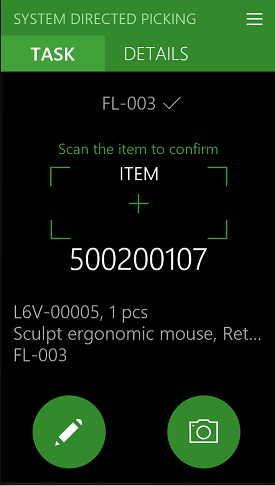 SYSTEM DIRECTED PICKING
TASK DETAILS
FL-003
Scan the item to confirm
ITEM
500200107
L6V-00005, 1 pcs
Sculpt ergonomic mouse, Ret...
FL-003